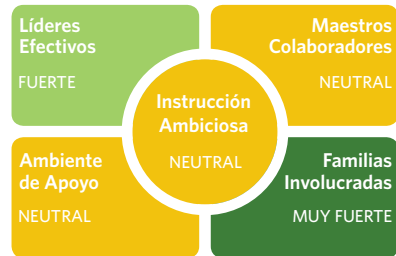 Líderes
Efectivos
FUERTE
Maestros
Colaboradores
NEUTRAL
Instrucción
Ambiciosa
NEUTRAL
Ambiente
de Apoyo
NEUTRAL
Familias
Involucradas
MUY FUERTE